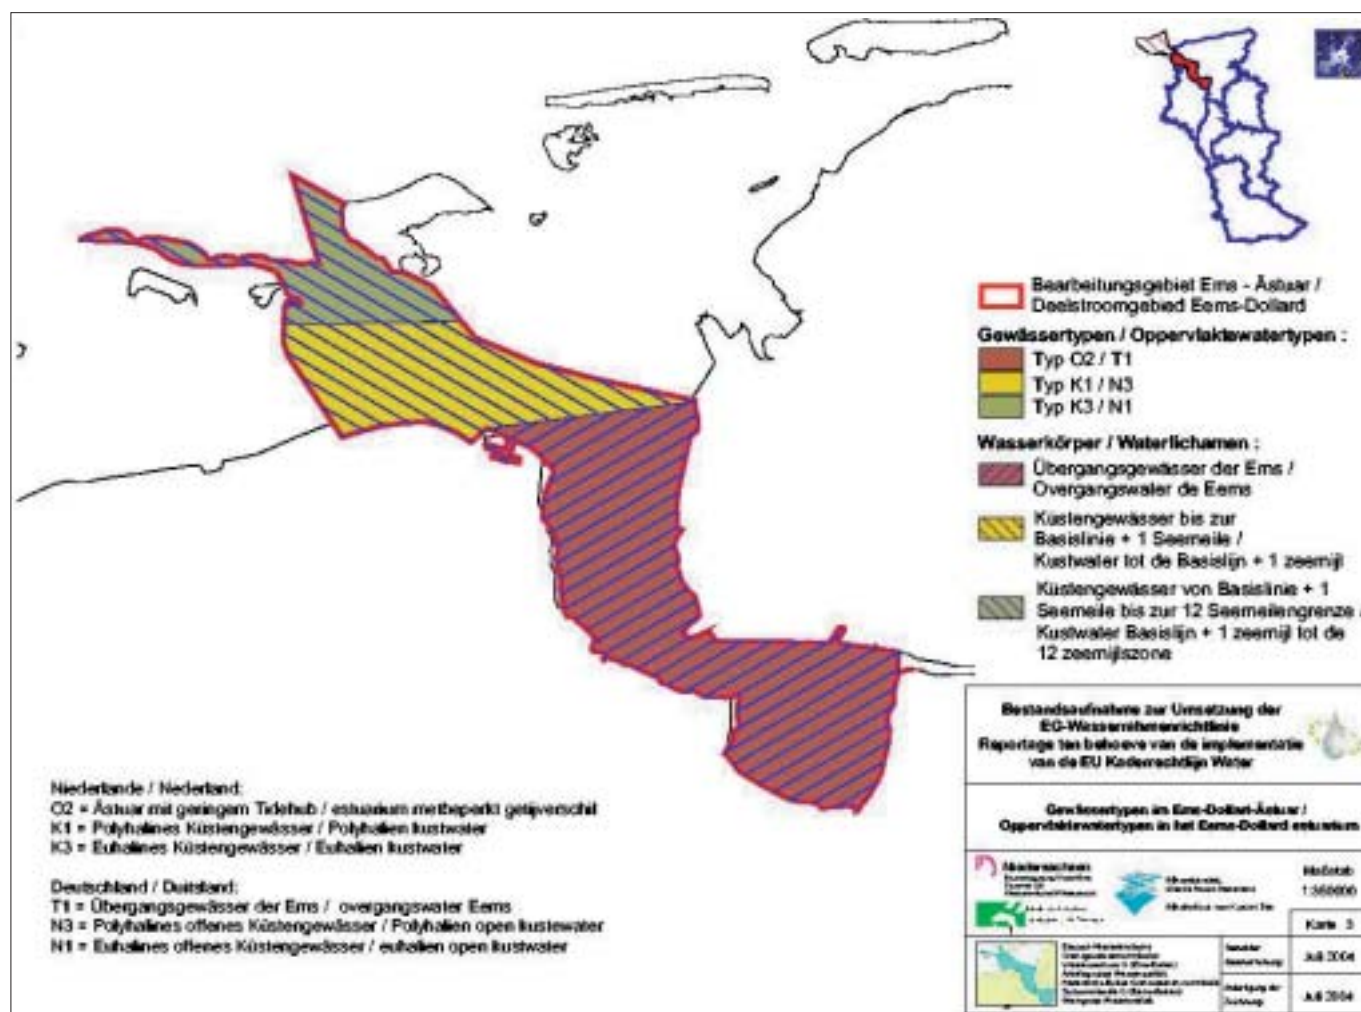 Bearbeitungsgebiet Ems - Ästuar /
Deelstroomgebied Eems-Dollard
Gewässertypen / Oppervlaktewatertypen :
Typ O2 / T1
Typ K1 / N3
Typ K3 / N1
Wasserkörper / Waterlichamen :
Übergangsgewässer der Ems /
Overgangswater de Eems
Küstengewässer bis zur
Basislinie + 1 Seemeile /
Kustwater tot de Basislijn + 1 zeemijl
Küstengewässer von Basislinie + 1
Seemeile bis zur 12 Seemeilengrenze /
Kustwater Basislijn + 1 zeemijl tot de
12 zeemijlszone
Niederlande / Nederland:
O2 = Ästuar mit geringem Tidehub / estuarium met beperkt getijverschil
K1 = Polyhalines Küstengewässer / Polyhalien kustwater
K3 = Euhalines Küstengewässer / Euhalien kustwater
Deutschland / Duitsland:
T1 = Übergangsgewässer der Ems / overgangswater Eems
N3 = Polyhalines offenes Küstengewässer / Polyhalien open kustewater
N1 = Euhalines offenes Küstengewässer / euhalien open kustwater
Bestandsaufnahme zur Umsetzung der
EG-Wasserrahmenrichtlinie
Reportage ten behoeve van de implementatie
van de EU Kaderrechtlijn Water
Gewässertypen im Ems-Dollart-Ästuar /
Oppervlaktewatertypen in het Eems-Dollard estuarium
Niedersachsen
Maßstab
1:350000
Karte 3
Juli 2004
Juli 2004